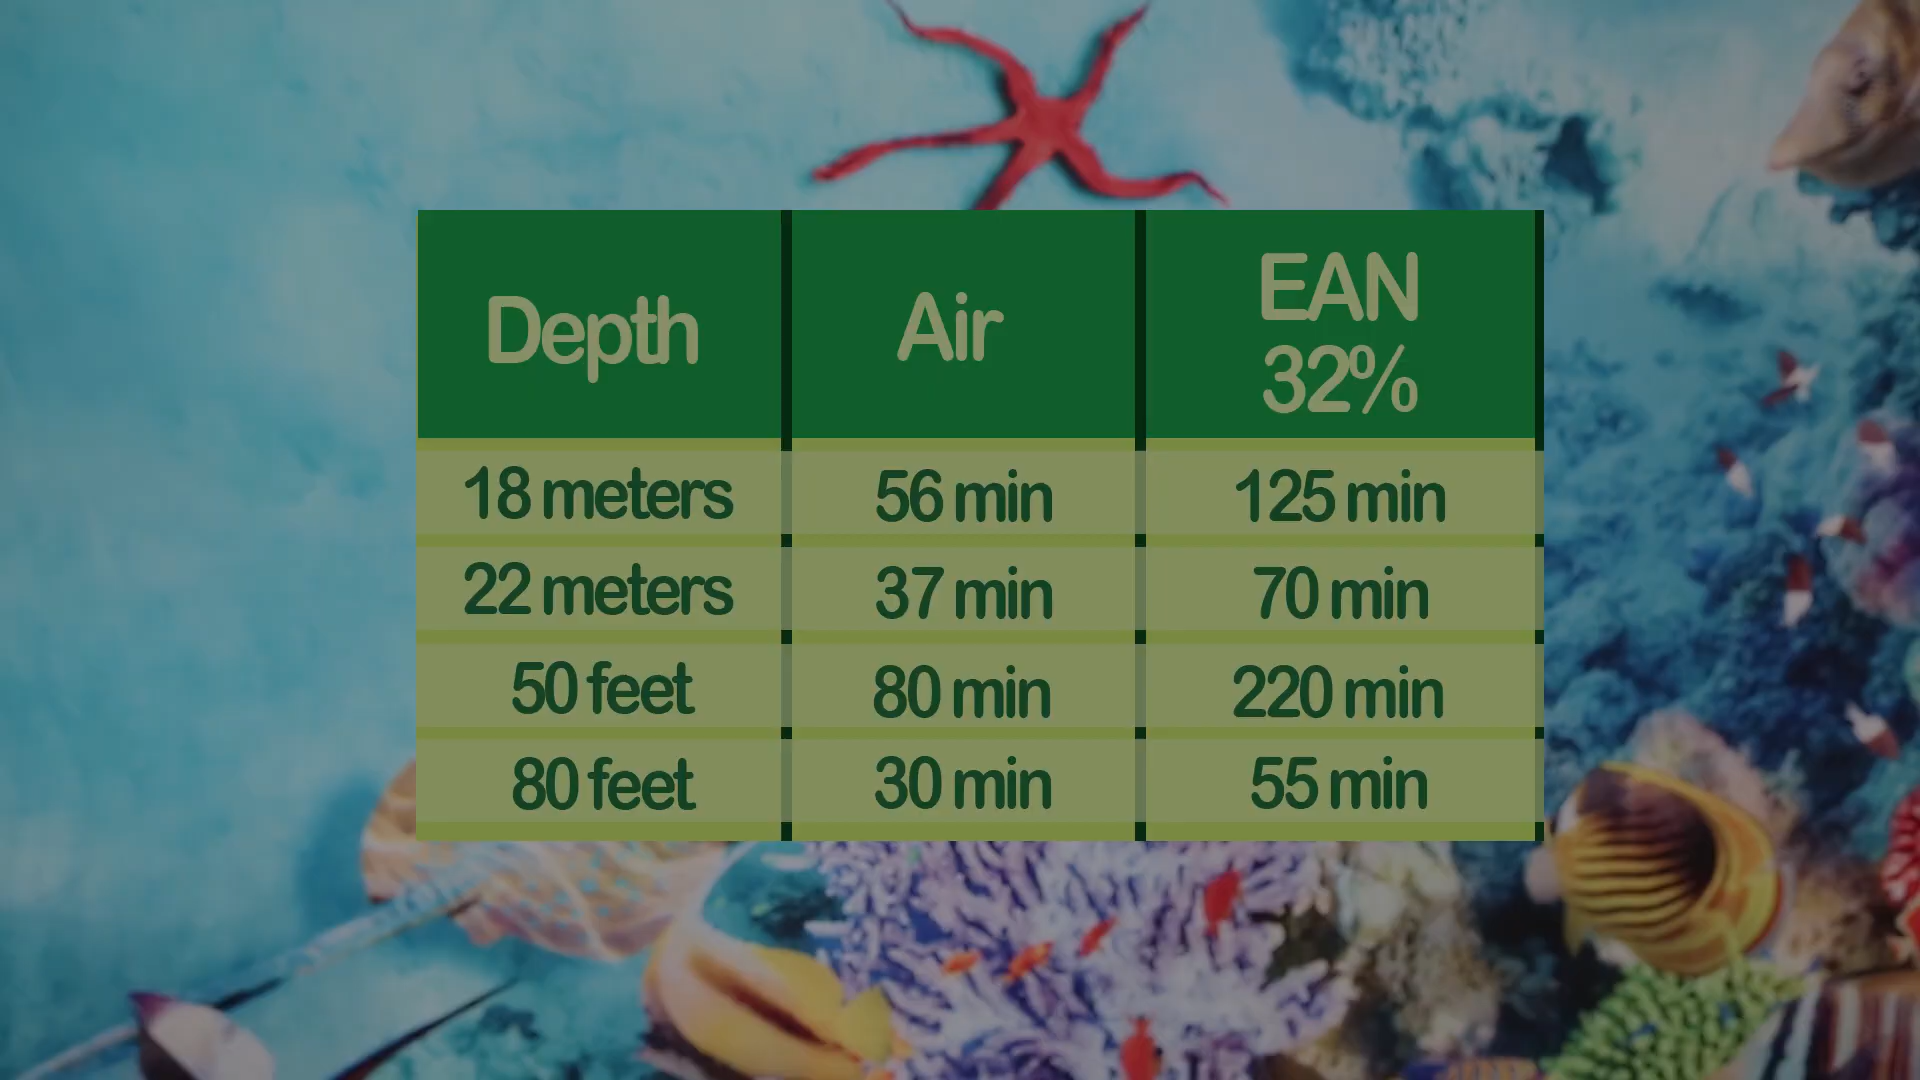 Depth Air EAN
32%
18 meters 56 min 125 min
22 meters 37 min 70 min
50 feet 80 min 220 min
80 feet 30 min 55 min